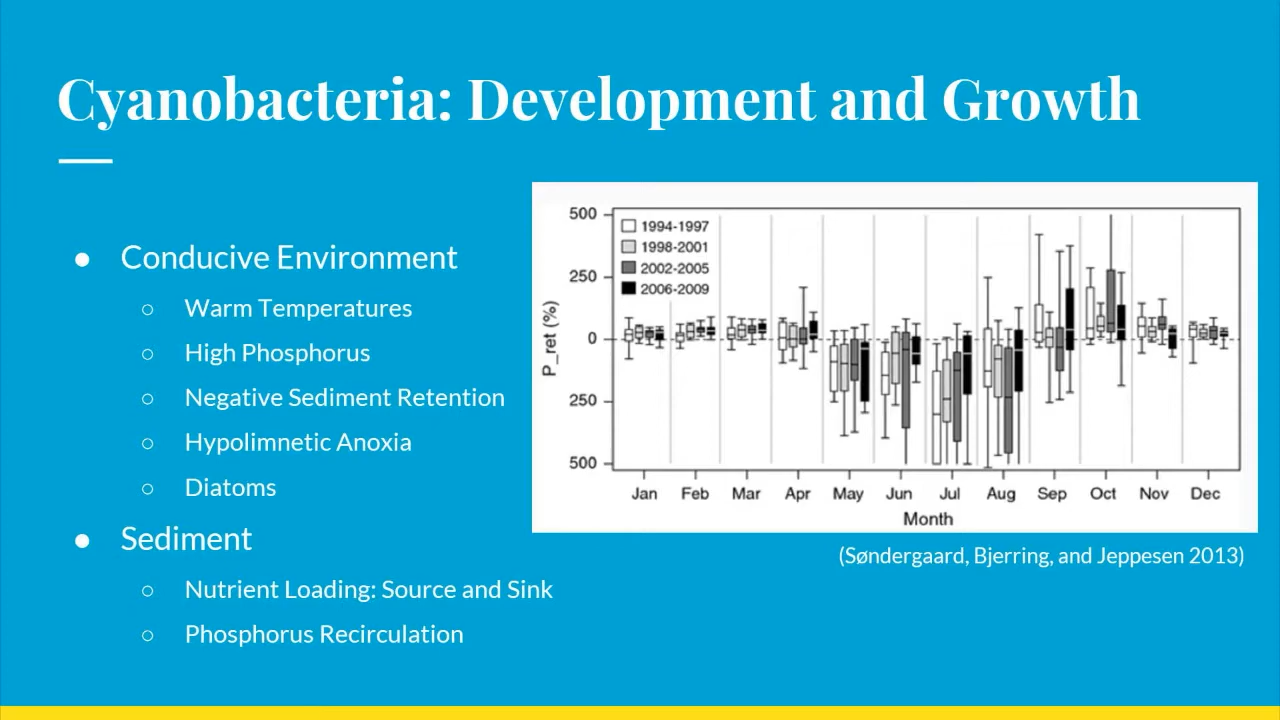 Cyanobacteria: Development and Growth
● Conducive Environment
○ Warm Temperatures
○ High Phosphorus
○ Negative Sediment Retention
○ Hypolimnetic Anoxia
○ Diatoms
● Sediment
○ Nutrient Loading: Source and Sink
○ Phosphorus Recirculation
500
250
0
250
500
P_ret (%)
1994-1997
1998-2001
2002-2005
2006-2009
Jan Feb Mar Apr May Jun Jul Aug Sep Oct Nov Dec
Month
(Søndergaard, Bjerring, and Jeppesen 2013)